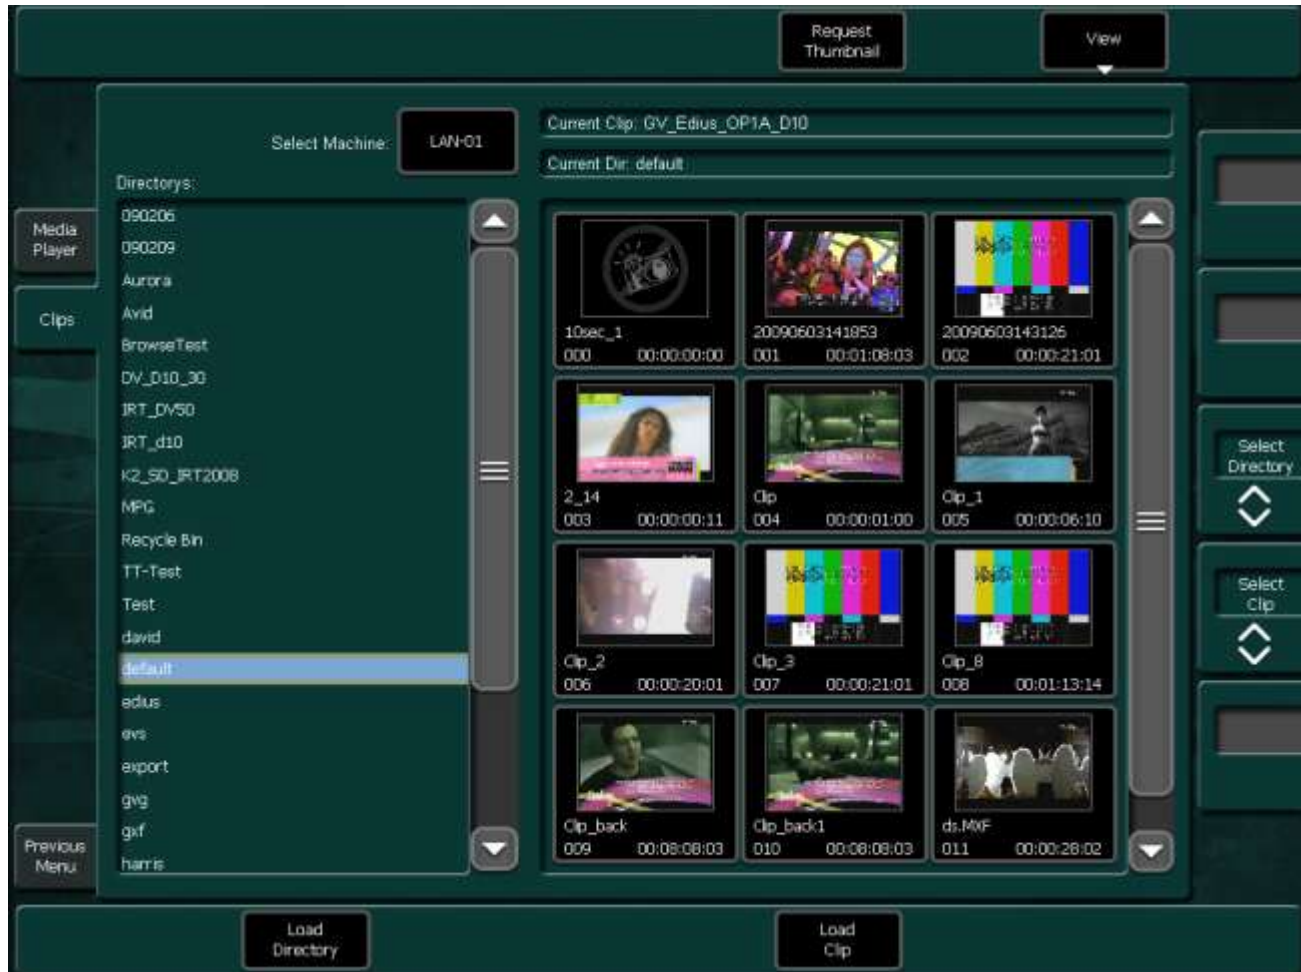 Request
Thumbnail
View
Select Machine:
LAN-01
Current Clip: GV_Edius_OP1A_D10
Current Dir: default
Directorys:
090206
090209
Aurora
Avid
BrowseTest
DV_D10_30
IRT_DV50
IRT_d10
K2_SD_IRT2008
MPG
Recycle Bin
TT-Test
Test
david
default
edius
evs
export
gvg
gxf
harris
Media
Player
Clips
Previous
Menu
10sec_1
000 00:00:00:00
20090603141853
001 00:01:08:03
20090603143126
002 00:00:21:01
2_14
003 00:00:00:11
Clip
004 00:00:01:00
Clip_1
005 00:00:06:10
Clip_2
006 00:00:20:01
Clip_3
007 00:00:21:01
Clip_8
008 00:01:13:14
Clip_back
009 00:08:08:03
Clip_back1
010 00:08:08:03
ds.MXF
011 00:00:28:02
Select
Directory
Select
Clip
Load
Directory
Load
Clip